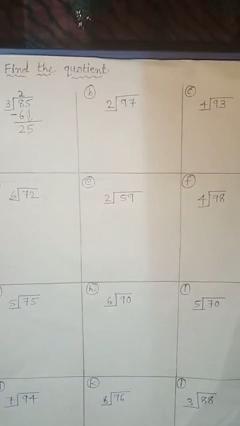 Find the quotient
2
3 85 (b) 2 97 (c) 4 93
-6↓
25
6 72 (e) 2 59 (f) 4 98
5 75 (h) 6 90 (i) 5 70
7 94 (k) 76 (l) 3 88